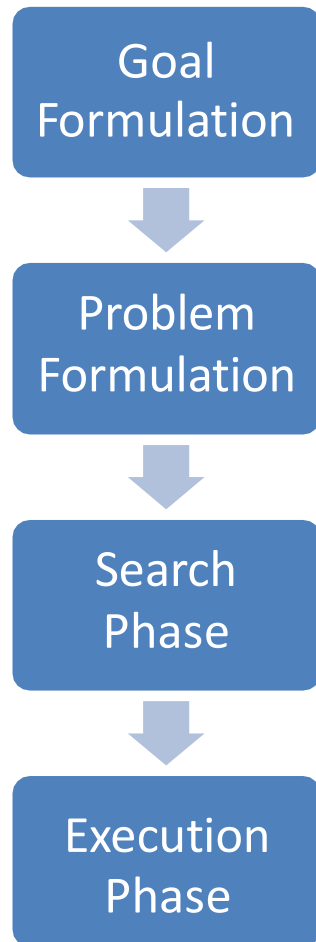 Goal
Formulation
Problem
Formulation
Search
Phase
Execution
Phase